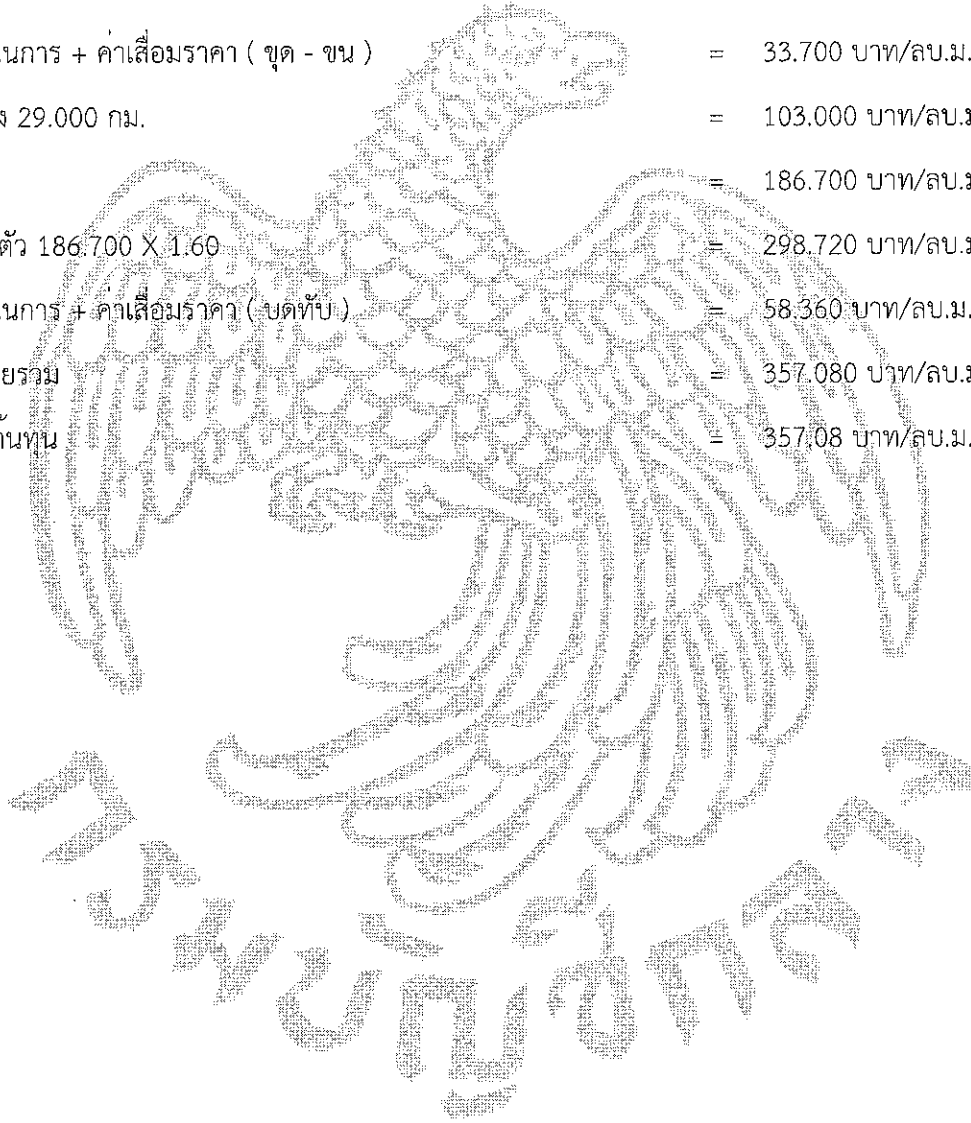 นการ + ค่าเสื่อมราคา ( ขุด - ขน ) = 33.700 บาท/ลบ.ม.
ง 29.000 กม. = 103.000 บาท/ลบ.ม
= 186.700 บาท/ลบ.ม
ตัว 186.700 X 1.60 = 298.720 บาท/ลบ.ม
นการ + ค่าเสื่อมราคา ( บดทับ ) = 58.360 บาท/ลบ.ม.
ยรวม = 357.080 บาท/ลบ.ม
ต้นทุน = 357.08 บาท/ลบ.ม.